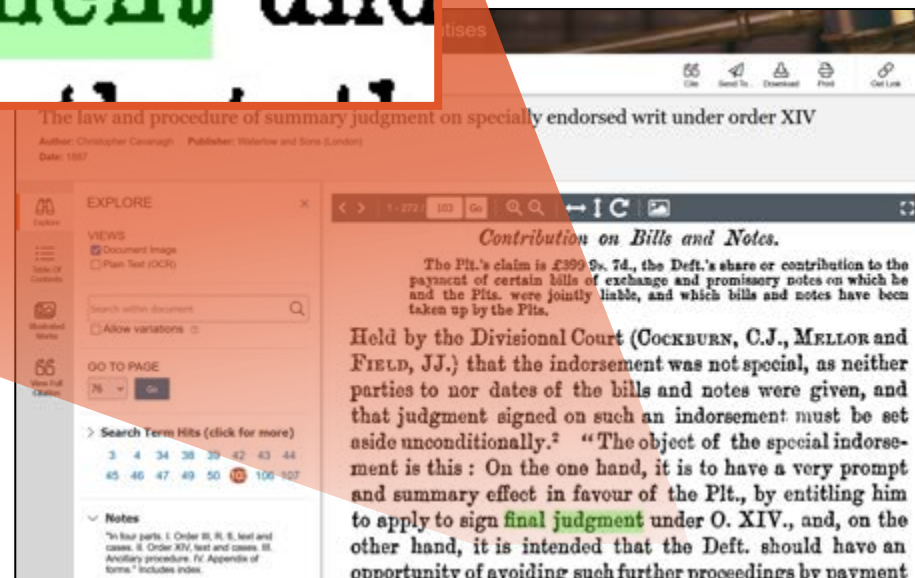 and
tises
Cite Send To... Download Print Get Link
The law and procedure of summary judgment on specially endorsed writ under order XIV
Author: Christopher Cavanagh Publisher: Waterlow and Sons (London)
Date: 1887
Explore
Table Of Contents
Illustrated Works
View Full Citation
EXPLORE ×
VIEWS
Document Image
Plain Text (OCR)
Search within document
Allow variations
GO TO PAGE
76 Go
> Search Term Hits (click for more)
3 4 34 38 39 42 43 44
45 46 47 49 50 103 106 107
Notes
"In four parts. I. Order III, R. 6, text and
cases. II. Order XIV, text and cases. III.
Ancillary procedure. IV. Appendix of
forms." Includes index.
1-272/ 103 Go
Contribution on Bills and Notes.
The Plt.'s claim is £399 9s. 7d., the Deft.'s share or contribution to the
payment of certain bills of exchange and promissory notes on which he
and the Plts. were jointly liable, and which bills and notes have been
taken up by the Plts.
Held by the Divisional Court (COCKBURN, C.J., MELLOR and
FIELD, JJ.) that the indorsement was not special, as neither
parties to nor dates of the bills and notes were given, and
that judgment signed on such an indorsement must be set
aside unconditionally.² "The object of the special indorse-
ment is this : On the one hand, it is to have a very prompt
and summary effect in favour of the Plt., by entitling him
to apply to sign final judgment under O. XIV., and, on the
other hand, it is intended that the Deft. should have an
opportunity of avoiding such further proceedings by payment